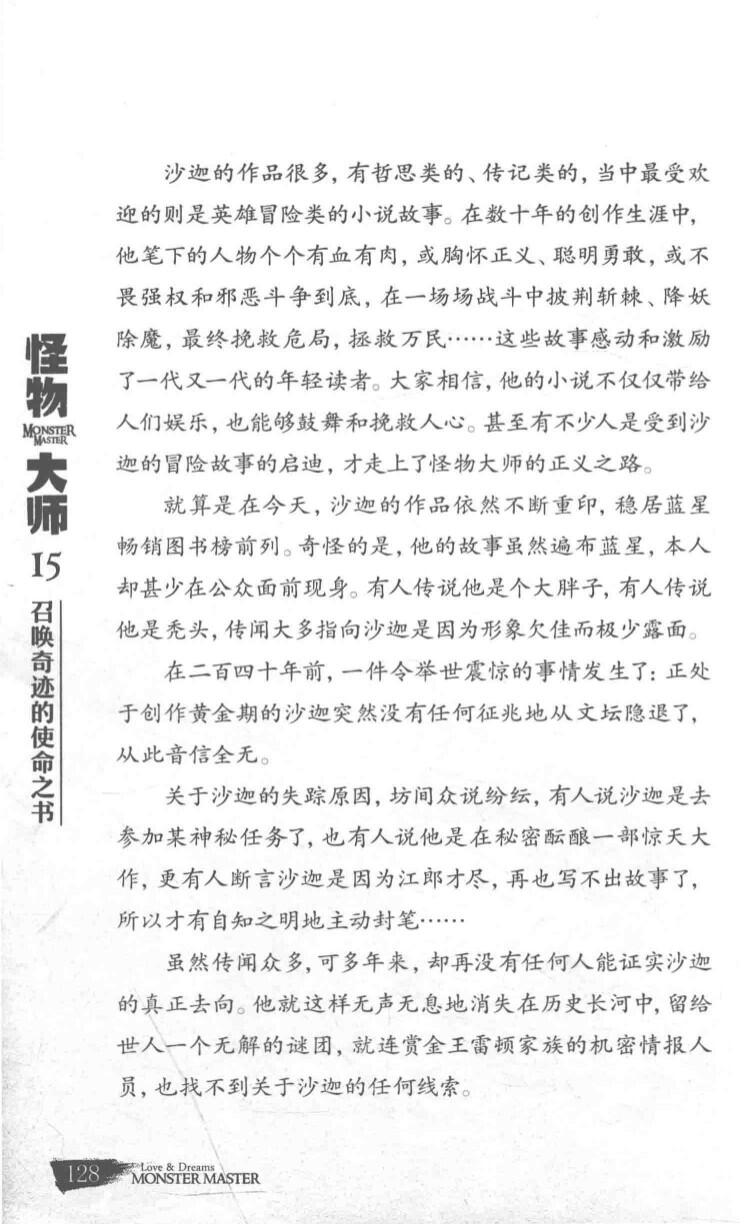 沙迦的作品很多，有哲思类的、传记类的，当中最受欢
迎的则是英雄冒险类的小说故事。在数十年的创作生涯中，
他笔下的人物个个有血有肉，或胸怀正义、聪明勇敢，或不
畏强权和邪恶斗争到底，在一场场战斗中披荆斩棘、降妖
除魔，最终挽救危局，拯救万民……这些故事感动和激励
了一代又一代的年轻读者。大家相信，他的小说不仅仅带给
人们娱乐，也能够鼓舞和挽救人心。甚至有不少人是受到沙
迦的冒险故事的启迪，才走上了怪物大师的正义之路。
就算是在今天，沙迦的作品依然不断重印，稳居蓝星
畅销图书榜前列。奇怪的是，他的故事虽然遍布蓝星，本人
却甚少在公众面前现身。有人传说他是个大胖子，有人传说
他是秃头，传闻大多指向沙迦是因为形象欠佳而极少露面。
在二百四十年前，一件令举世震惊的事情发生了：正处
于创作黄金期的沙迦突然没有任何征兆地从文坛隐退了，
从此音信全无。
关于沙迦的失踪原因，坊间众说纷纭，有人说沙迦是去
参加某神秘任务了，也有人说他是在秘密酝酿一部惊天大
作，更有人断言沙迦是因为江郎才尽，再也写不出故事了，
所以才有自知之明地主动封笔……
虽然传闻众多，可多年来，却再没有任何人能证实沙迦
的真正去向。他就这样无声无息地消失在历史长河中，留给
世人一个无解的谜团，就连赏金王雷顿家族的机密情报人
员，也找不到关于沙迦的任何线索。
怪物
MONSTER
MASTER
大师
15
召唤奇迹的使命之书
128
Love & Dreams
MONSTER MASTER